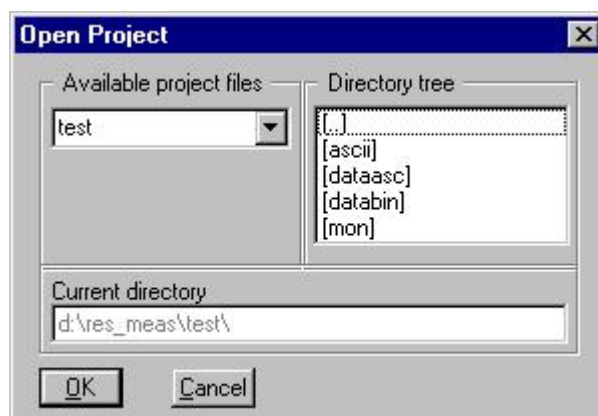 Open Project
Available project files
test
Directory tree
[..]
[ascii]
[dataasc]
[databin]
[mon]
Current directory
d:\res_meas\test\
OK
Cancel